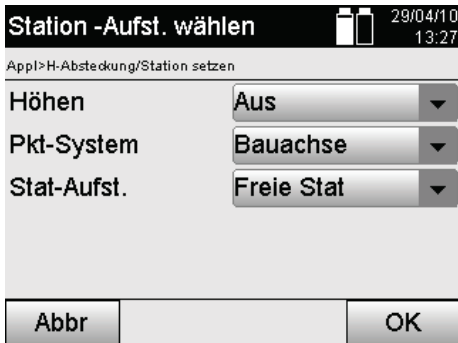 Station -Aufst. wählen 29/04/10
13:27
Appl>H-Absteckung/Station setzen
Höhen Aus
Pkt-System Bauachse
Stat-Aufst. Freie Stat
Abbr OK